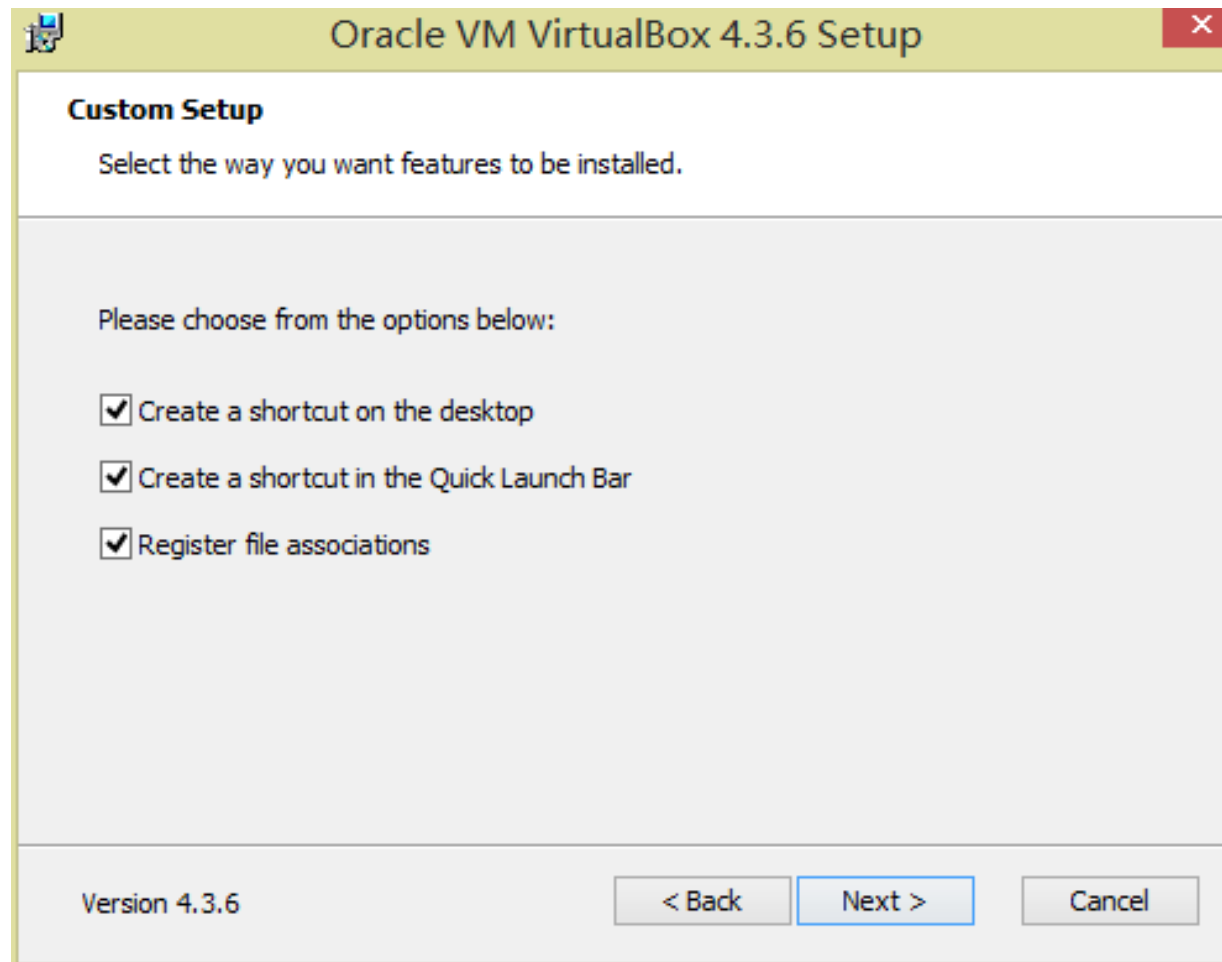 Oracle VM VirtualBox 4.3.6 Setup
Custom Setup
Select the way you want features to be installed.
Please choose from the options below:
Create a shortcut on the desktop
Create a shortcut in the Quick Launch Bar
Register file associations
Version 4.3.6
< Back
Next >
Cancel